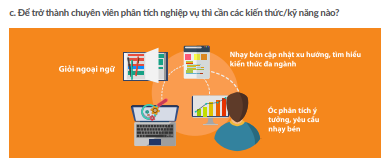 c. Để trở thành chuyên viên phân tích nghiệp vụ thì cần các kiến thức/kỹ năng nào?
Giỏi ngoại ngữ
Nhạy bén cập nhật xu hướng, tìm hiểu
kiến thức đa ngành
Óc phân tích ý
tưởng, yêu cầu
nhạy bén